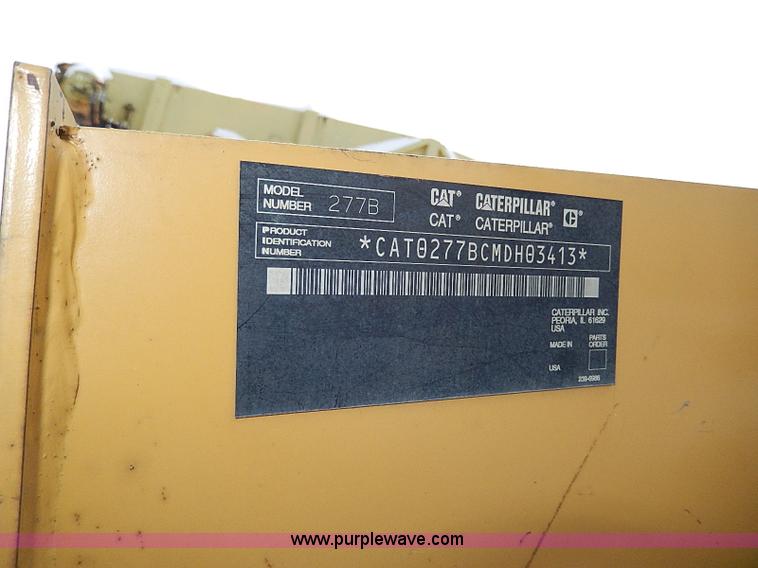 MODEL NUMBER 277B
CAT® CATERPILLAR® C®
CAT® CATERPILLAR®
PRODUCT IDENTIFICATION NUMBER *CAT0277BCMDH03413*
CATERPILLAR INC.
PEORIA, IL 61629
USA
MADE IN
PARTS ORDER
USA
www.purplewave.com